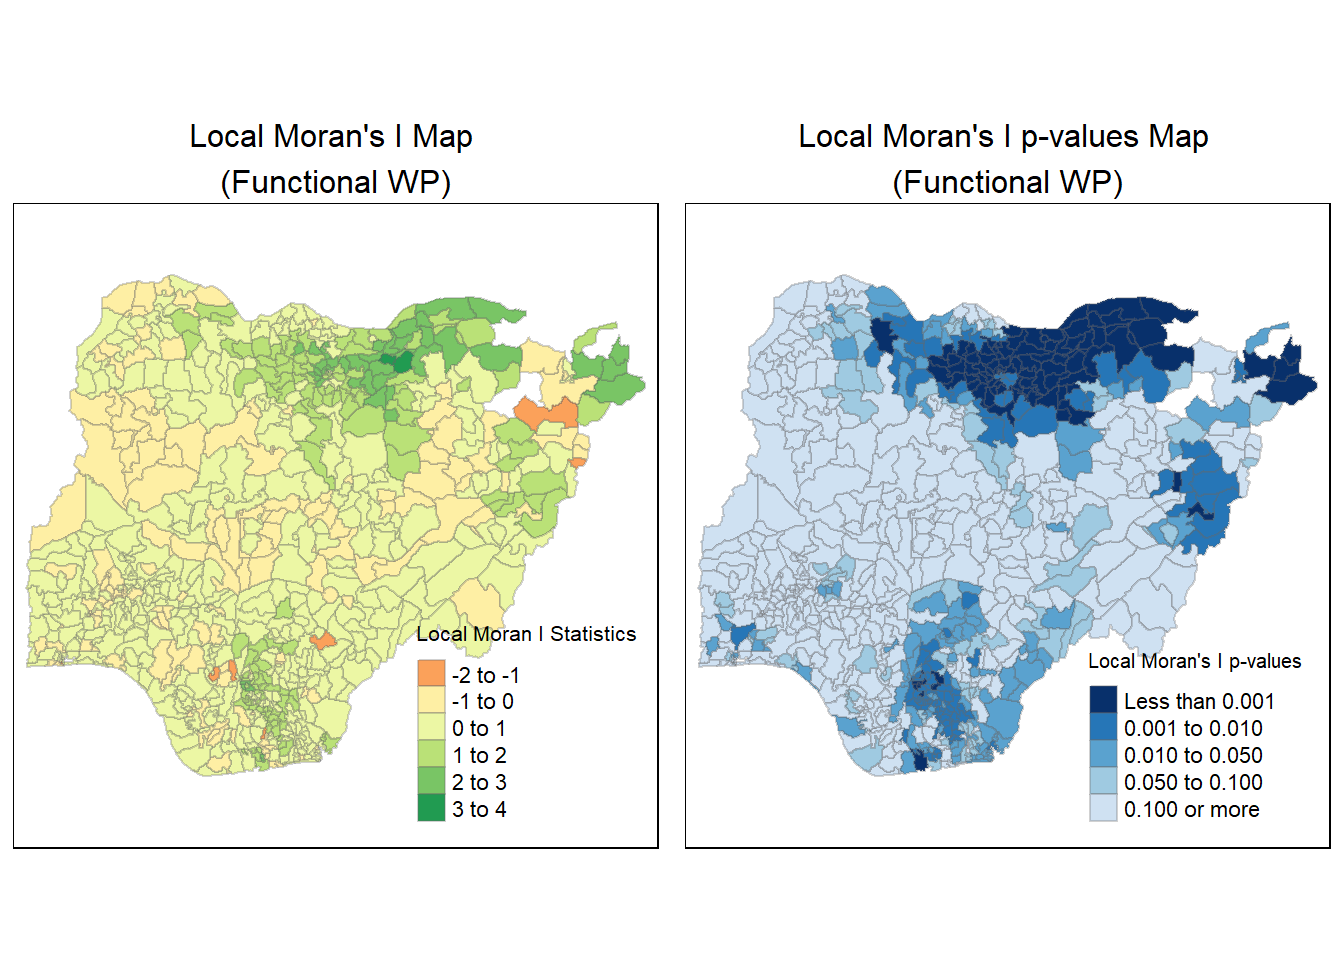 Local Moran's I Map
(Functional WP)
Local Moran I Statistics
-2 to -1
-1 to 0
0 to 1
1 to 2
2 to 3
3 to 4
Local Moran's I p-values Map
(Functional WP)
Local Moran's I p-values
Less than 0.001
0.001 to 0.010
0.010 to 0.050
0.050 to 0.100
0.100 or more